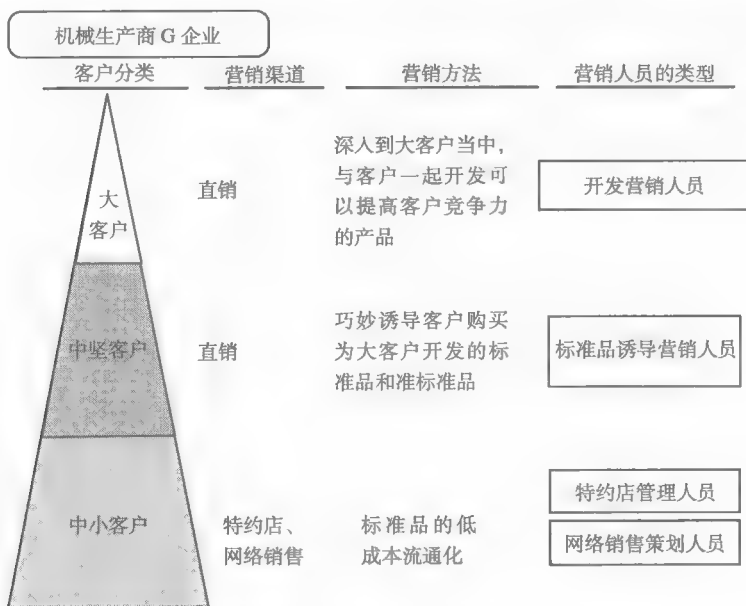 机械生产商 G 企业
客户分类 营销渠道 营销方法 营销人员的类型
大
客户
直销
深入到大客户当中，
与客户一起开发可
以提高客户竞争力
的产品
开发营销人员
中坚客户
直销
巧妙诱导客户购买
为大客户开发的标
准品和准标准品
标准品诱导营销人员
中小客户
特约店、
网络销售
标准品的低
成本流通化
特约店管理人员
网络销售策划人员